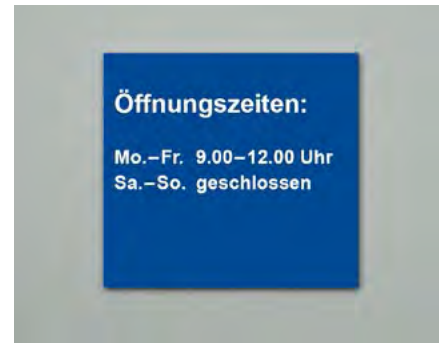 Öffnungszeiten:
Mo.–Fr. 9.00–12.00 Uhr
Sa.–So. geschlossen